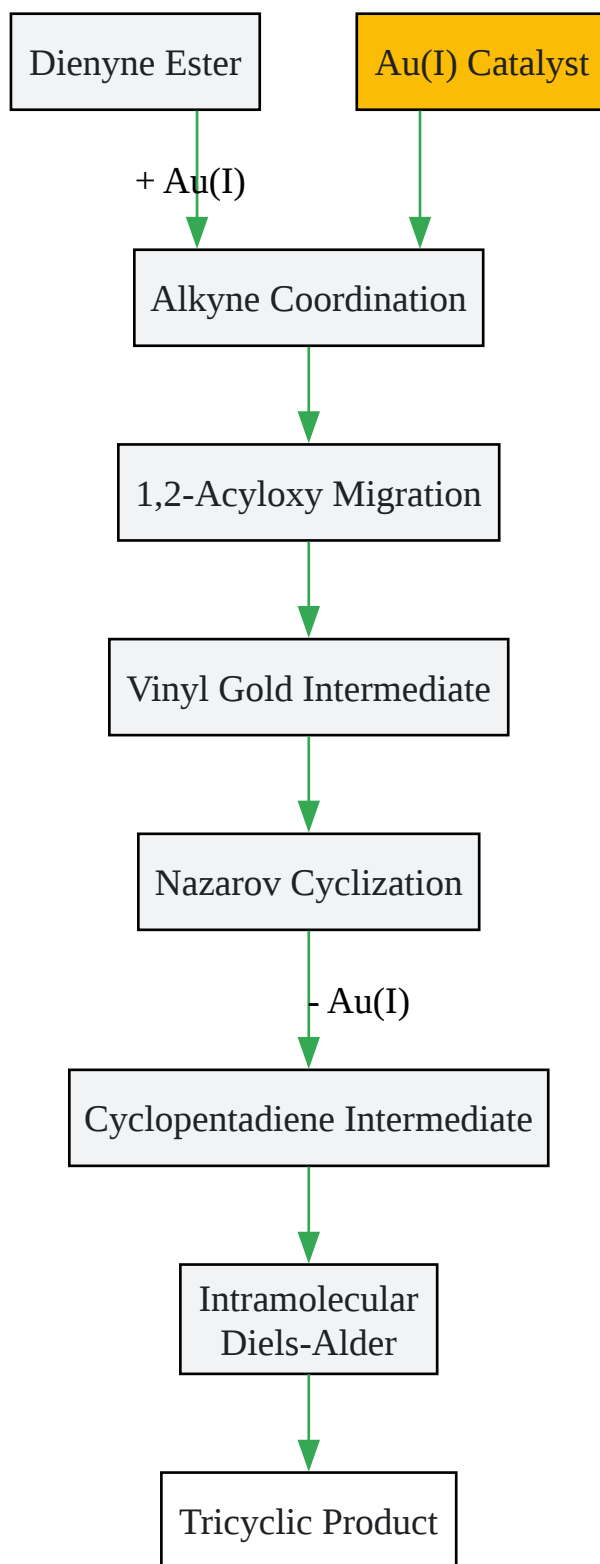 Dienyne Ester
Au(I) Catalyst
+ Au(I)
Alkyne Coordination
1,2-Acyloxy Migration
Vinyl Gold Intermediate
Nazarov Cyclization
- Au(I)
Cyclopentadiene Intermediate
Intramolecular
Diels-Alder
Tricyclic Product